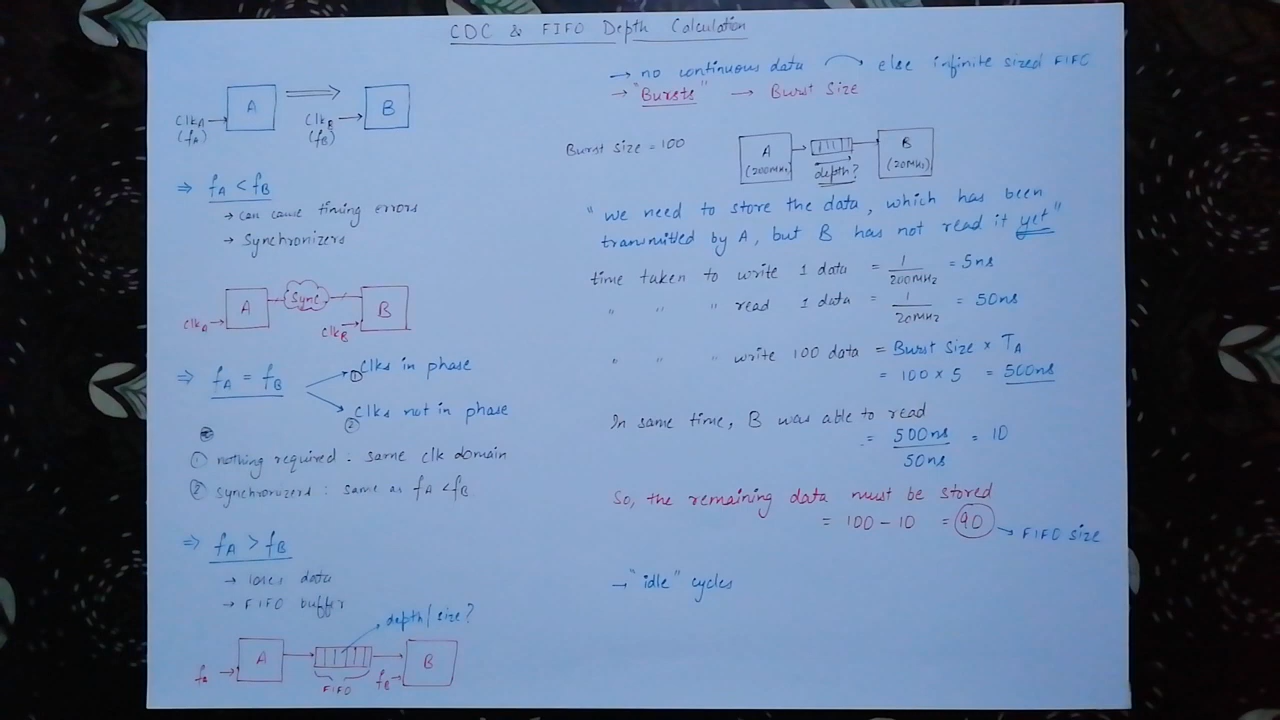 CDC & FIFO Depth Calculation
A
B
ClkA
(fA)
ClkB
(fB)
⇒ fA < fB
→ can cause timing errors
→ Synchronizers
A
Sync
B
ClkA
ClkB
⇒ fA = fB
① Clks in phase
② Clks not in phase
① nothing required. same clk domain
② synchronizers : same as fA < fB
⇒ fA > fB
→ loses data
→ FIFO buffer
depth/size?
A
B
fA
FIFO
fB
→ no continuous data → else infinite sized FIFO
→ "Bursts" → Burst Size
Burst size = 100
A
(200MHz)
depth?
B
(20MHz)
"we need to store the data, which has been
transmitted by A, but B has not read it yet"
time taken to write 1 data = 1/200MHz = 5ns
" " " read 1 data = 1/20MHz = 50ns
" " " write 100 data = Burst Size × TA
= 100 × 5 = 500ns
In same time, B was able to read
= 500ns/50ns = 10
So, the remaining data must be stored
= 100 - 10 = 90 → FIFO size
→ "idle" cycles